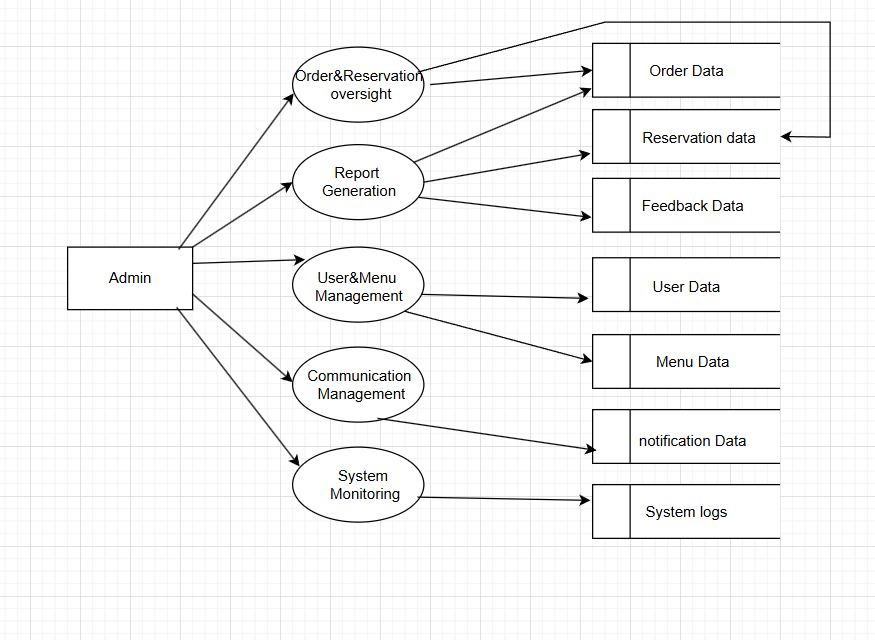 Order&Reservation
oversight
Order Data
Reservation data
Report
Generation
Feedback Data
Admin
User&Menu
Management
User Data
Menu Data
Communication
Management
notification Data
System
Monitoring
System logs